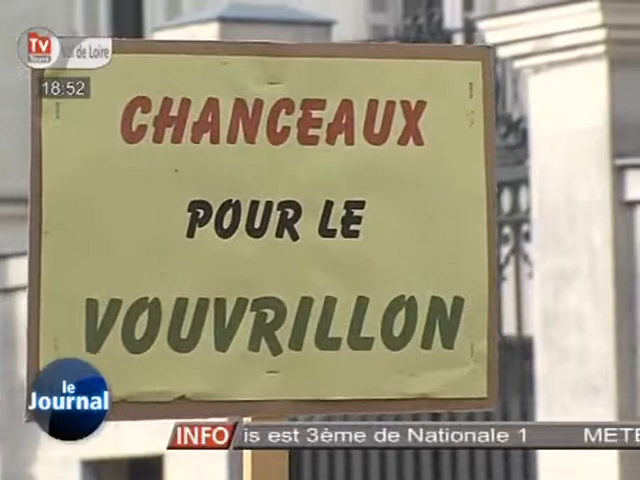 TV
Tours
Val de Loire
18:52
CHANCEAUX
POUR LE
VOUVRILLON
le
Journal
INFO
is est 3ème de Nationale 1
METE